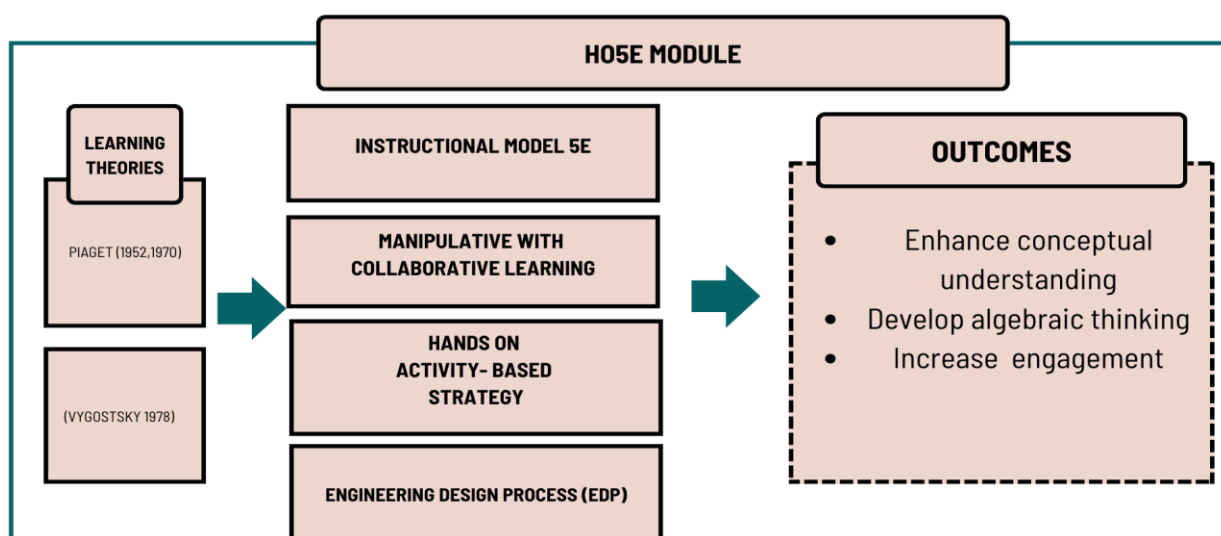 HO5E MODULE
LEARNING
THEORIES
PIAGET (1952,1970)
(VYGOSTSKY 1978)
INSTRUCTIONAL MODEL 5E
MANIPULATIVE WITH
COLLABORATIVE LEARNING
HANDS ON
ACTIVITY- BASED
STRATEGY
ENGINEERING DESIGN PROCESS (EDP)
OUTCOMES
• Enhance conceptual
understanding
• Develop algebraic thinking
• Increase engagement